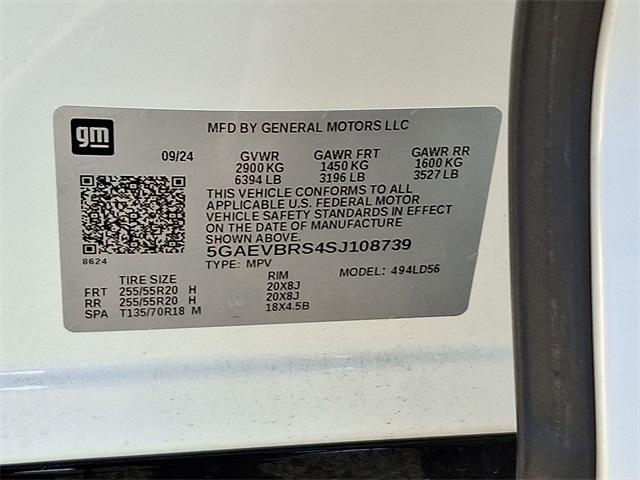 gm
MFD BY GENERAL MOTORS LLC
09/24 GVWR GAWR FRT GAWR RR
2900 KG 1450 KG 1600 KG
6394 LB 3196 LB 3527 LB
THIS VEHICLE CONFORMS TO ALL
APPLICABLE U.S. FEDERAL MOTOR
VEHICLE SAFETY STANDARDS IN EFFECT
ON THE DATE OF MANUFACTURE
SHOWN ABOVE.
8624
5GAEVBRS4SJ108739
TYPE: MPV MODEL: 494LD56
TIRE SIZE RIM
FRT 255/55R20 H 20X8J
RR 255/55R20 H 20X8J
SPA T135/70R18 M 18X4.5B